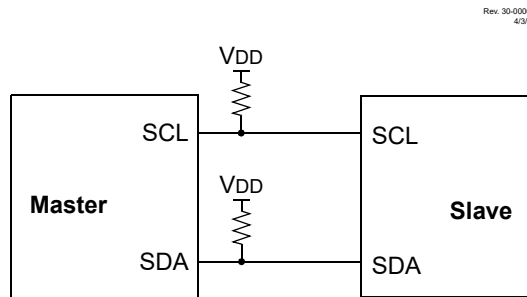 Rev. 30-000
4/3/
VDD
SCL
SCL
Master
VDD
Slave
SDA
SDA